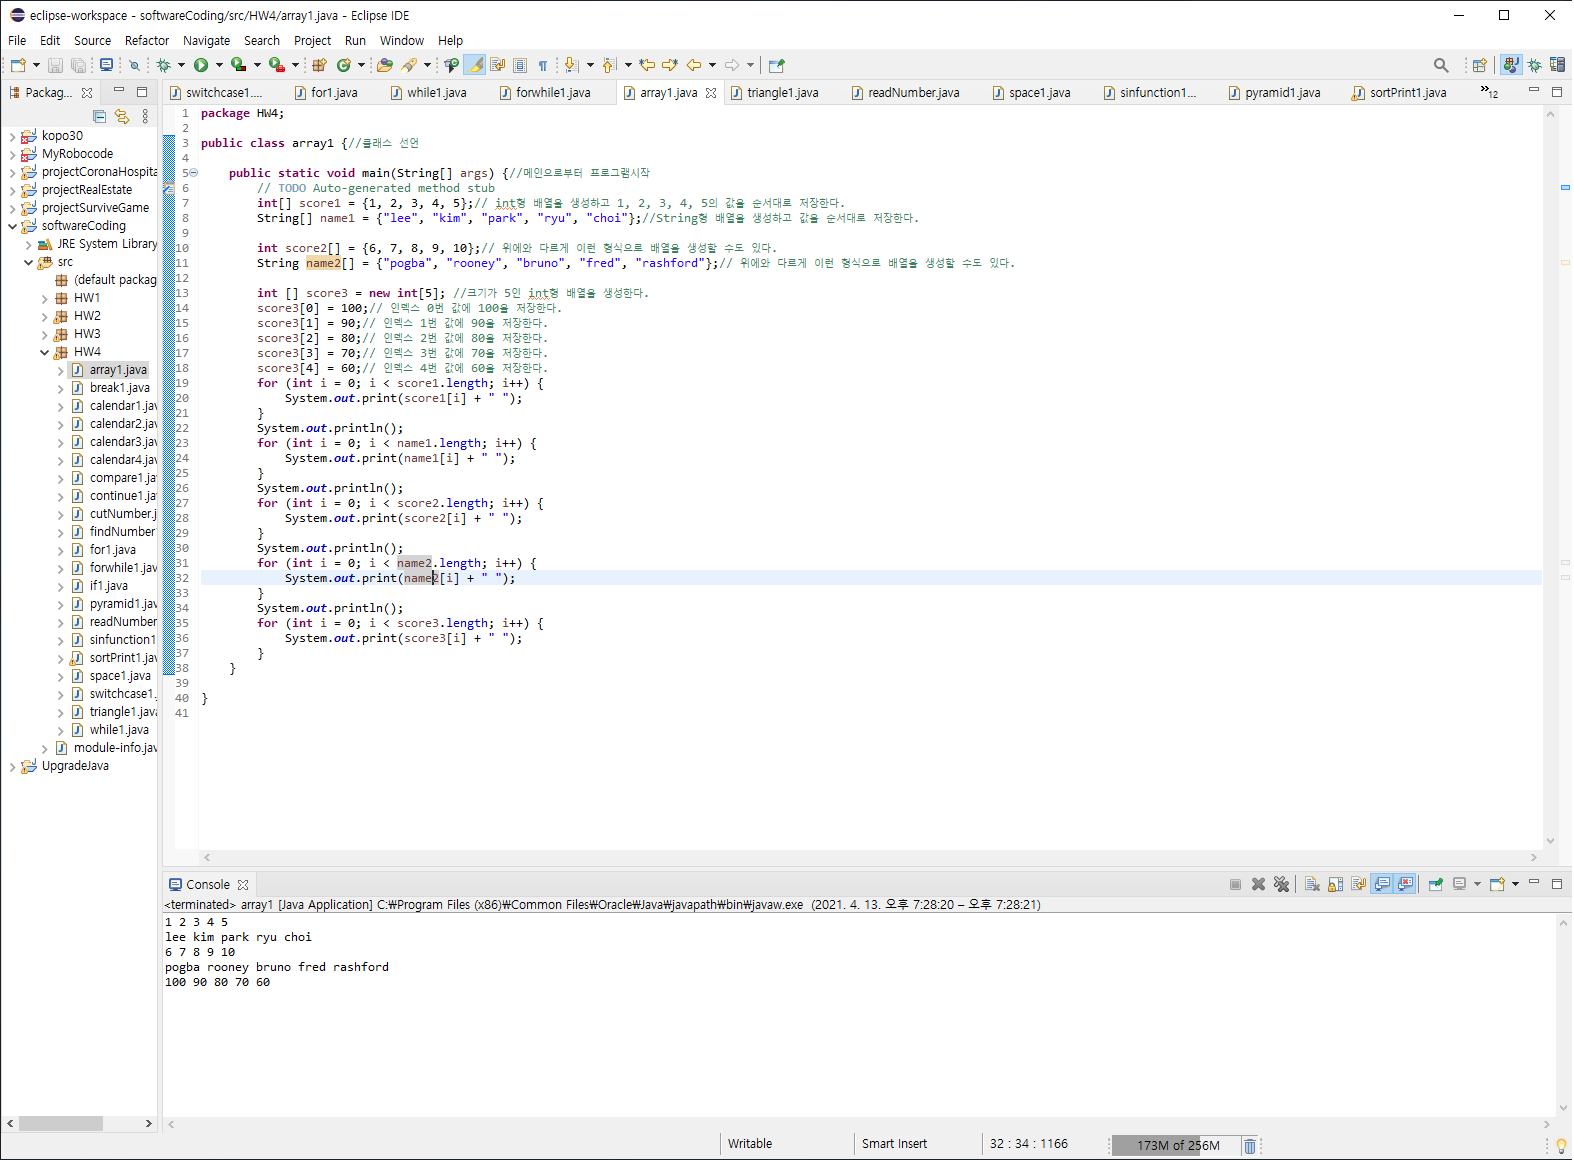 eclipse-workspace - softwareCoding/src/HW4/array1.java - Eclipse IDE
File Edit Source Refactor Navigate Search Project Run Window Help
Packag...
switchcase1.... for1.java while1.java forwhile1.java array1.java triangle1.java readNumber.java space1.java sinfunction1... pyramid1.java sortPrint1.java »12
kopo30
MyRobocode
projectCoronaHospita
projectRealEstate
projectSurviveGame
softwareCoding
JRE System Library
src
(default packag
HW1
HW2
HW3
HW4
array1.java
break1.java
calendar1.jav
calendar2.jav
calendar3.jav
calendar4.jav
compare1.jav
continue1.jav
cutNumber.j
findNumber
for1.java
forwhile1.jav
if1.java
pyramid1.jav
readNumber
sinfunction1
sortPrint1.jav
space1.java
switchcase1.
triangle1.java
while1.java
module-info.jav
UpgradeJava
1 package HW4;
2
3 public class array1 {//클래스 선언
4
5 public static void main(String[] args) {//메인으로부터 프로그램시작
6 // TODO Auto-generated method stub
7 int[] score1 = {1, 2, 3, 4, 5};// int형 배열을 생성하고 1, 2, 3, 4, 5의 값을 순서대로 저장한다.
8 String[] name1 = {"lee", "kim", "park", "ryu", "choi"};//String형 배열을 생성하고 값을 순서대로 저장한다.
9
10 int score2[] = {6, 7, 8, 9, 10};// 위에와 다르게 이런 형식으로 배열을 생성할 수도 있다.
11 String name2[] = {"pogba", "rooney", "bruno", "fred", "rashford"};// 위에와 다르게 이런 형식으로 배열을 생성할 수도 있다.
12
13 int [] score3 = new int[5]; //크기가 5인 int형 배열을 생성한다.
14 score3[0] = 100;// 인덱스 0번 값에 100을 저장한다.
15 score3[1] = 90;// 인덱스 1번 값에 90을 저장한다.
16 score3[2] = 80;// 인덱스 2번 값에 80을 저장한다.
17 score3[3] = 70;// 인덱스 3번 값에 70을 저장한다.
18 score3[4] = 60;// 인덱스 4번 값에 60을 저장한다.
19 for (int i = 0; i < score1.length; i++) {
20 System.out.print(score1[i] + " ");
21 }
22 System.out.println();
23 for (int i = 0; i < name1.length; i++) {
24 System.out.print(name1[i] + " ");
25 }
26 System.out.println();
27 for (int i = 0; i < score2.length; i++) {
28 System.out.print(score2[i] + " ");
29 }
30 System.out.println();
31 for (int i = 0; i < name2.length; i++) {
32 System.out.print(name2[i] + " ");
33 }
34 System.out.println();
35 for (int i = 0; i < score3.length; i++) {
36 System.out.print(score3[i] + " ");
37 }
38 }
39
40 }
41
Console
<terminated> array1 [Java Application] C:₩Program Files (x86)₩Common Files₩Oracle₩Java₩javapath₩bin₩javaw.exe (2021. 4. 13. 오후 7:28:20 – 오후 7:28:21)
1 2 3 4 5
lee kim park ryu choi
6 7 8 9 10
pogba rooney bruno fred rashford
100 90 80 70 60
Writable Smart Insert 32 : 34 : 1166 173M of 256M